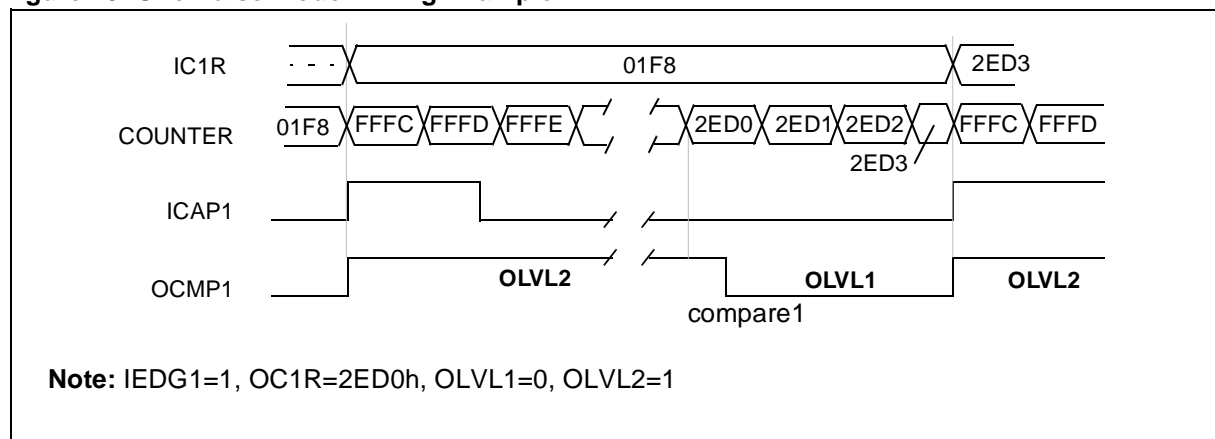 IC1R - - - 01F8 2ED3
COUNTER 01F8 FFFC FFFD FFFE 2ED0 2ED1 2ED2 FFFC FFFD
2ED3
ICAP1
OCMP1 OLVL2 OLVL1 OLVL2
compare1
Note: IEDG1=1, OC1R=2ED0h, OLVL1=0, OLVL2=1